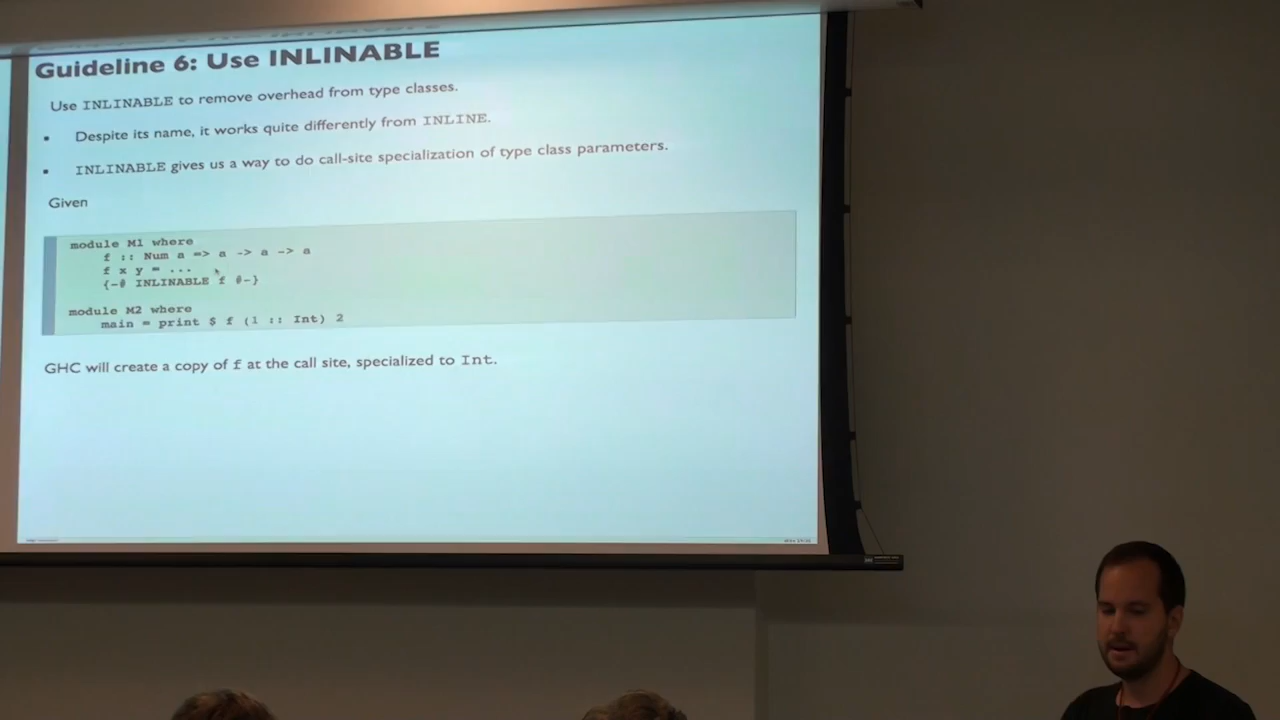 Guideline 6: Use INLINABLE
Use INLINABLE to remove overhead from type classes.
Despite its name, it works quite differently from INLINE.
INLINABLE gives us a way to do call-site specialization of type class parameters.
Given
module M1 where
f :: Num a => a -> a -> a
f x y = ...
{-# INLINABLE f #-}
module M2 where
main = print $ f (1 :: Int) 2
GHC will create a copy of f at the call site, specialized to Int.